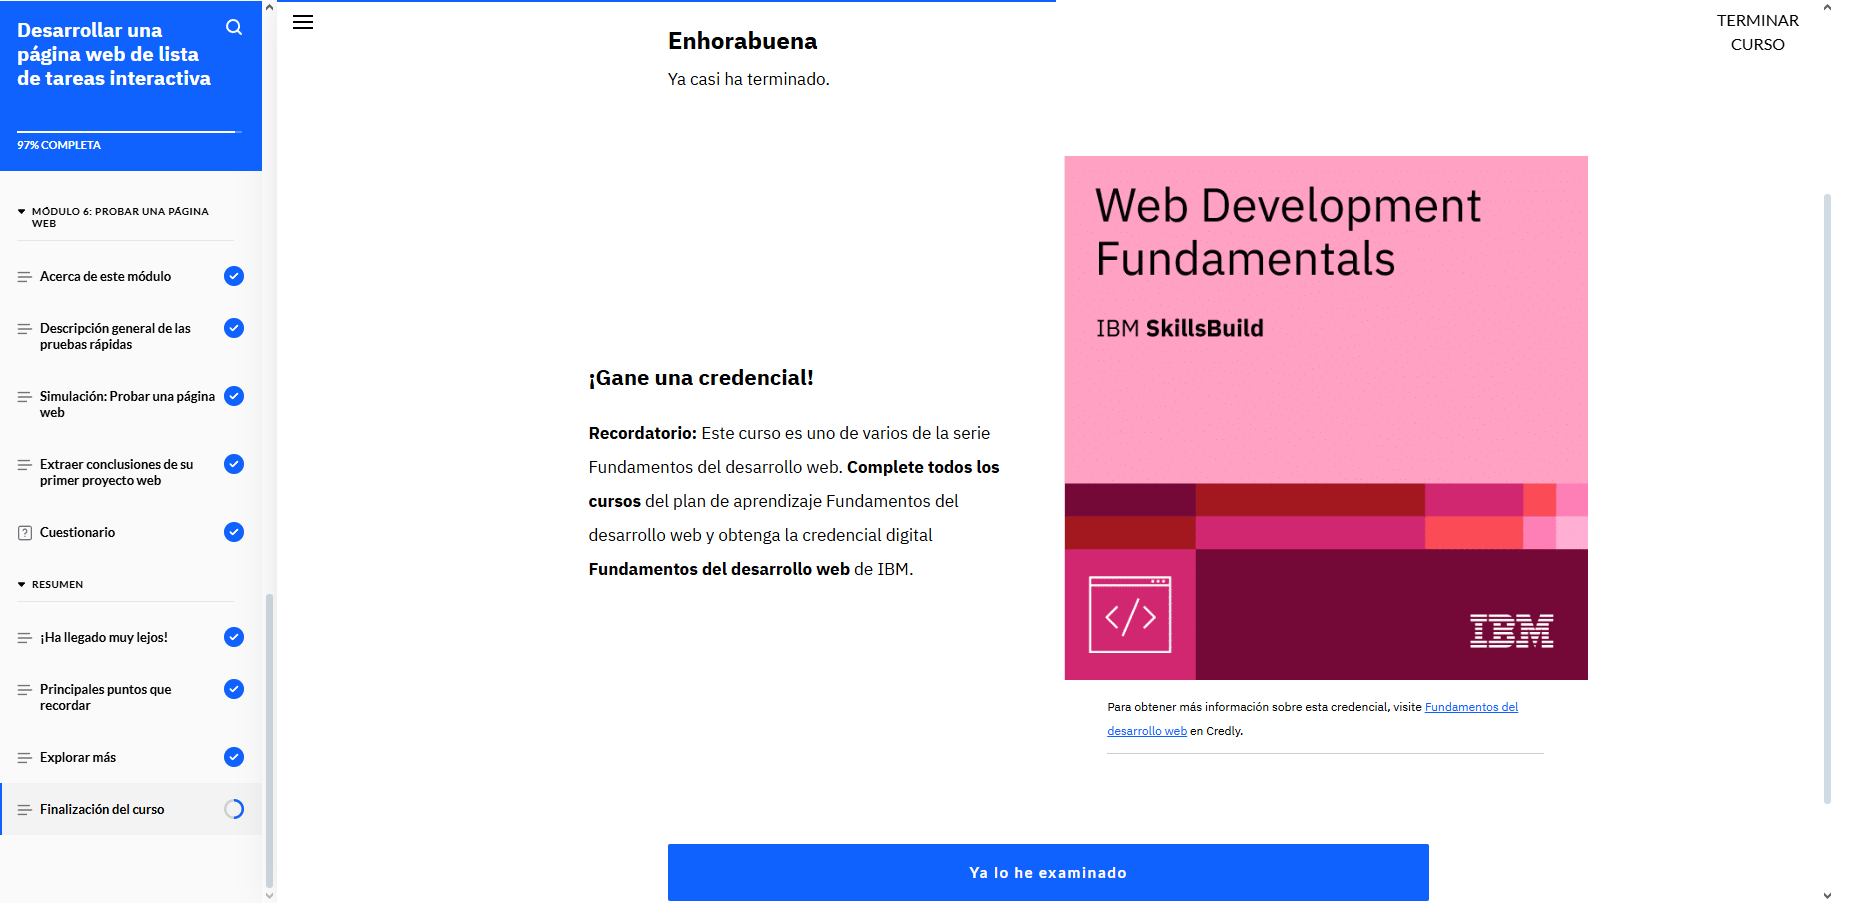 Desarrollar una
página web de lista
de tareas interactiva
97% COMPLETA
MÓDULO 6: PROBAR UNA PÁGINA
WEB
Acerca de este módulo
Descripción general de las
pruebas rápidas
Simulación: Probar una página
web
Extraer conclusiones de su
primer proyecto web
Cuestionario
RESUMEN
¡Ha llegado muy lejos!
Principales puntos que
recordar
Explorar más
Finalización del curso
TERMINAR
CURSO
Enhorabuena
Ya casi ha terminado.
¡Gane una credencial!
Recordatorio: Este curso es uno de varios de la serie
Fundamentos del desarrollo web. Complete todos los
cursos del plan de aprendizaje Fundamentos del
desarrollo web y obtenga la credencial digital
Fundamentos del desarrollo web de IBM.
Web Development
Fundamentals
IBM SkillsBuild
</>
IBM
Para obtener más información sobre esta credencial, visite Fundamentos del
desarrollo web en Credly.
Ya lo he examinado